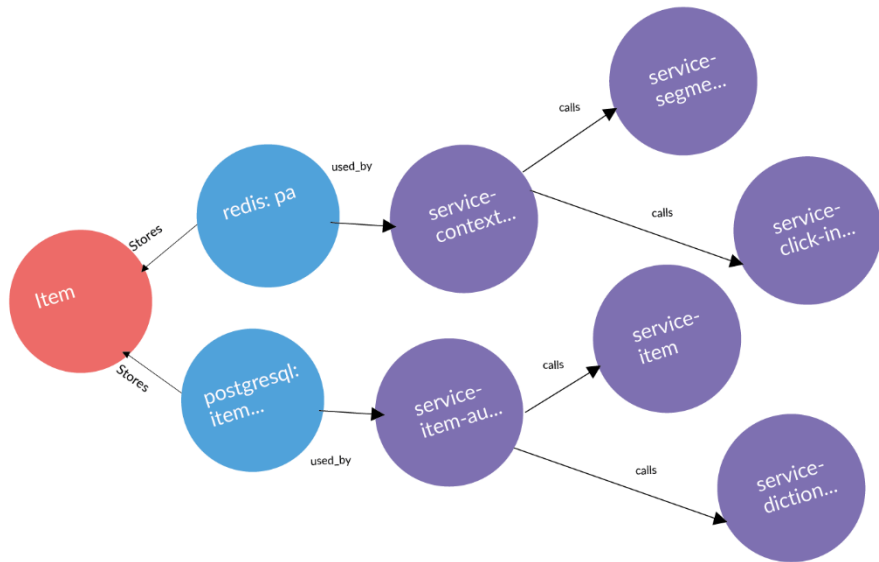 service-
segme...
calls
used_by
redis: pa
service-
context...
calls
service-
click-in...
Stores
Item
service-
item
calls
Stores
postgresql:
item...
service-
item-au...
used_by
calls
service-
diction...